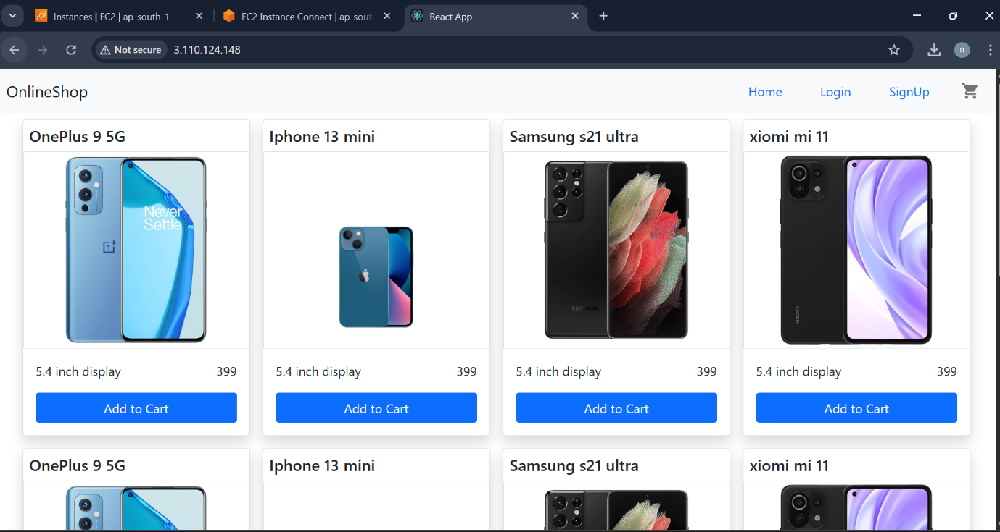 Instances | EC2 | ap-south-1
EC2 Instance Connect | ap-sout
React App
Not secure
3.110.124.148
n
OnlineShop
Home
Login
SignUp
OnePlus 9 5G
Iphone 13 mini
Samsung s21 ultra
xiomi mi 11
Never
Settle
SAMSUNG
xiaomi
5.4 inch display 399
5.4 inch display 399
5.4 inch display 399
5.4 inch display 399
Add to Cart
Add to Cart
Add to Cart
Add to Cart
OnePlus 9 5G
Iphone 13 mini
Samsung s21 ultra
xiomi mi 11